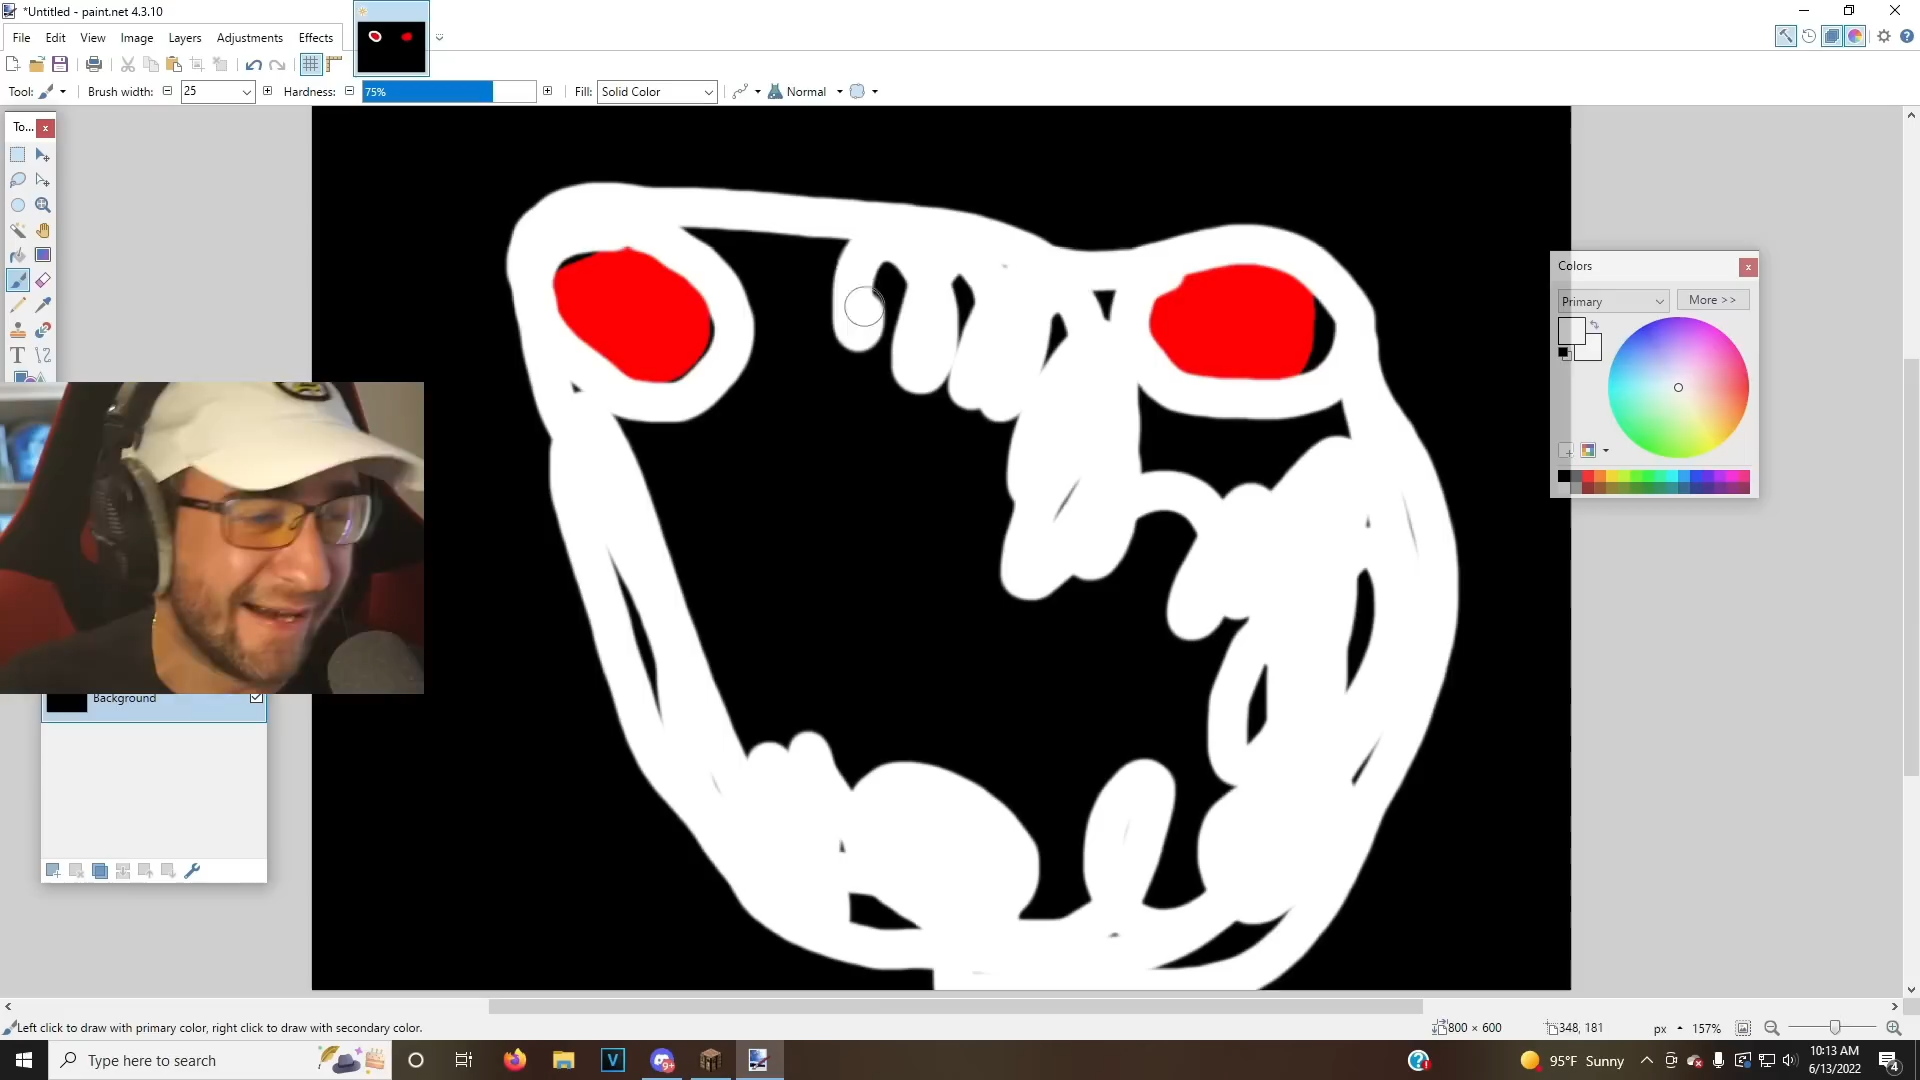 *Untitled - paint.net 4.3.10
File Edit View Image Layers Adjustments Effects
Tool: Brush width: 25 Hardness: 75% Fill: Solid Color Normal
To...
Colors
Primary More >>
Background
Left click to draw with primary color, right click to draw with secondary color.
800 × 600
348, 181
px
157%
Type here to search
9+
95°F Sunny
10:13 AM
6/13/2022
4